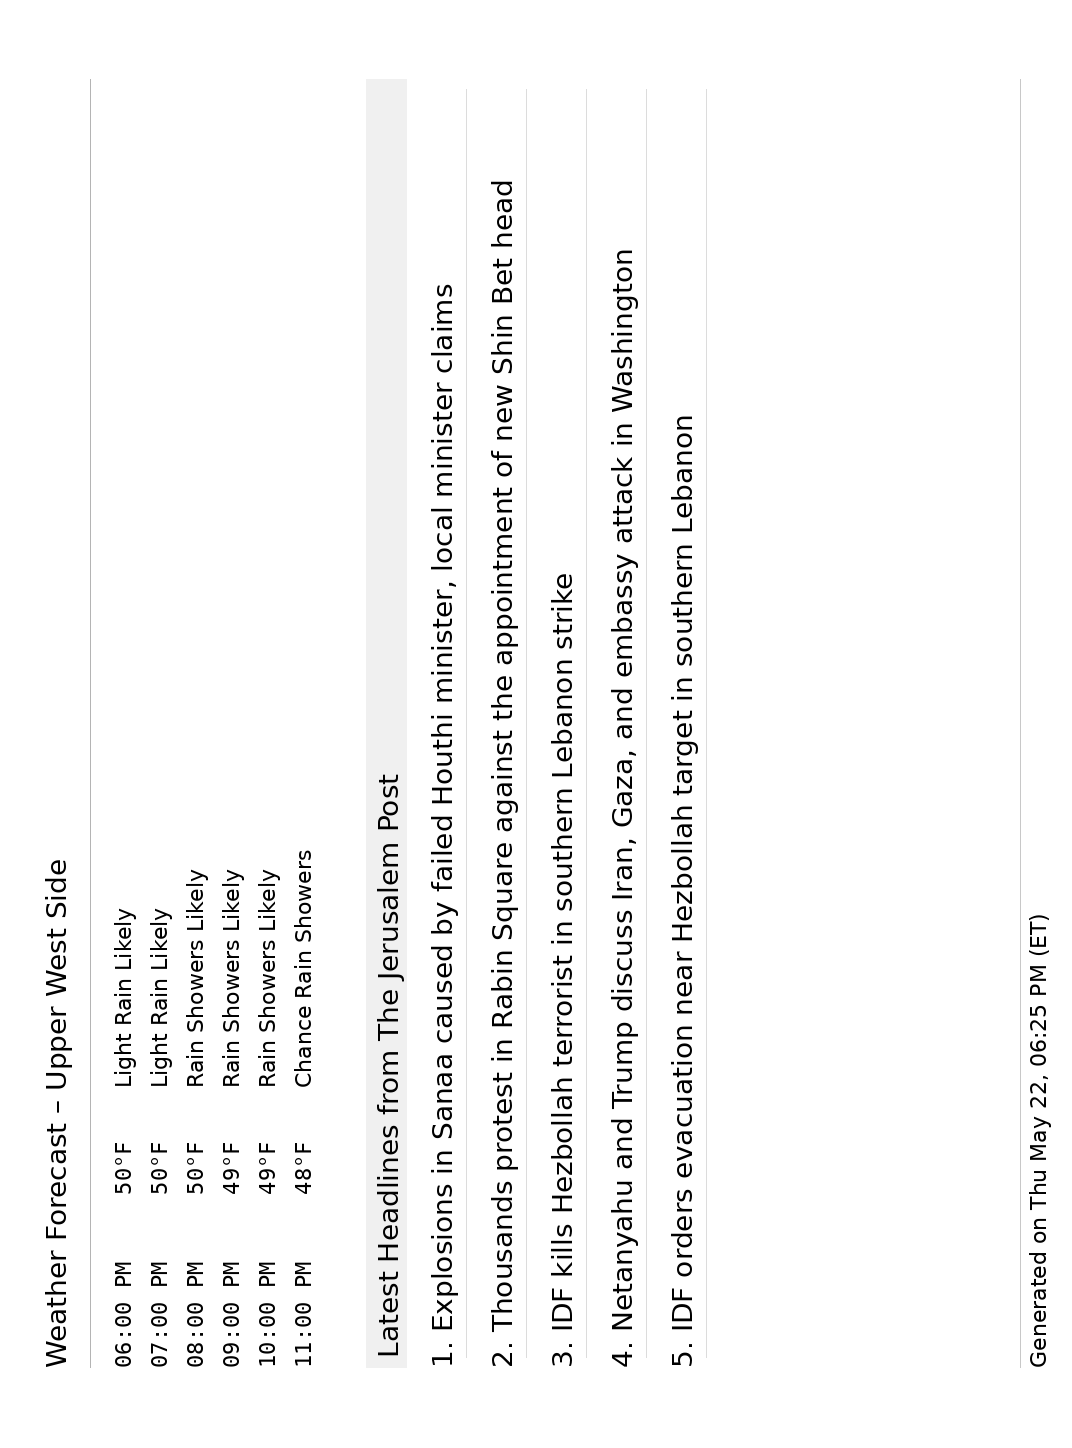 Weather Forecast – Upper West Side
06:00 PM 50°F Light Rain Likely
07:00 PM 50°F Light Rain Likely
08:00 PM 50°F Rain Showers Likely
09:00 PM 49°F Rain Showers Likely
10:00 PM 49°F Rain Showers Likely
11:00 PM 48°F Chance Rain Showers
Latest Headlines from The Jerusalem Post
1. Explosions in Sanaa caused by failed Houthi minister, local minister claims
2. Thousands protest in Rabin Square against the appointment of new Shin Bet head
3. IDF kills Hezbollah terrorist in southern Lebanon strike
4. Netanyahu and Trump discuss Iran, Gaza, and embassy attack in Washington
5. IDF orders evacuation near Hezbollah target in southern Lebanon
Generated on Thu May 22, 06:25 PM (ET)